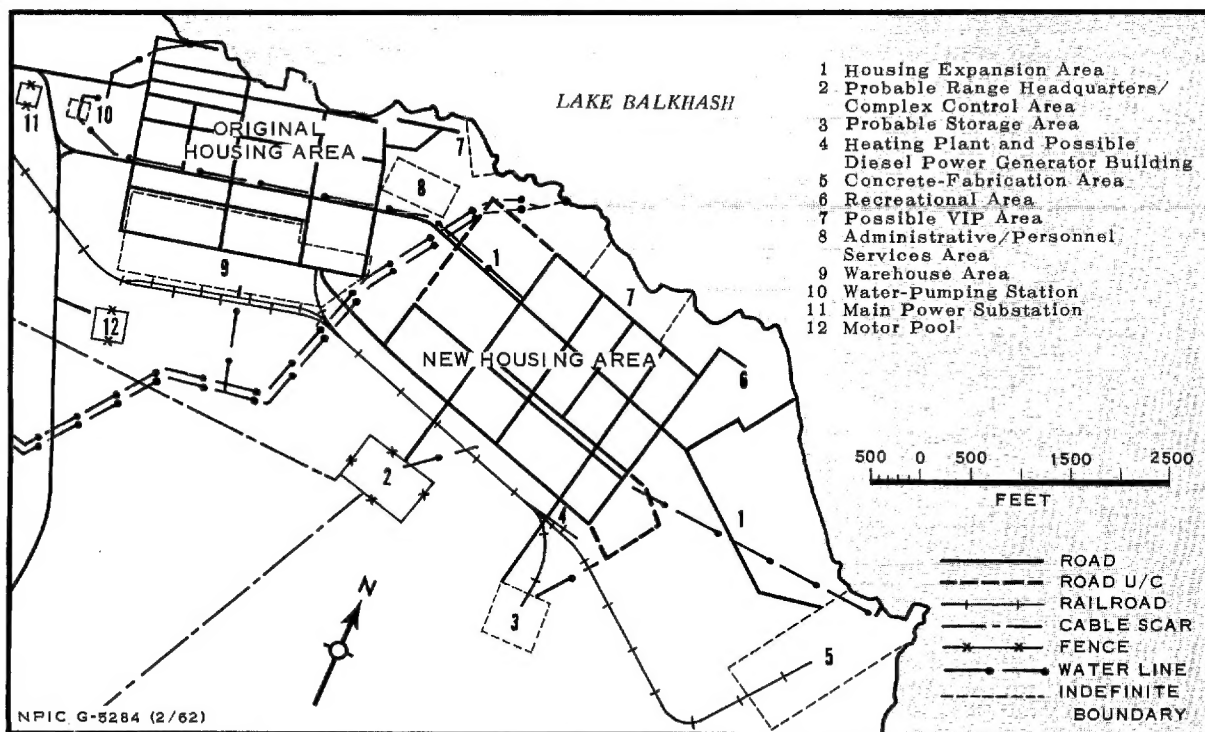 LAKE BALKHASH
1 Housing Expansion Area
2 Probable Range Headquarters/
Complex Control Area
3 Probable Storage Area
4 Heating Plant and Possible
Diesel Power Generator Building
5 Concrete-Fabrication Area
6 Recreational Area
7 Possible VIP Area
8 Administrative/Personnel
Services Area
9 Warehouse Area
10 Water-Pumping Station
11 Main Power Substation
12 Motor Pool
11
10
ORIGINAL
HOUSING AREA
7
8
9
1
7
12
NEW HOUSING AREA
6
2
4
1
3
5
N
500 0 500 1500 2500
FEET
ROAD
ROAD U/C
RAILROAD
CABLE SCAR
FENCE
WATER LINE
INDEFINITE
BOUNDARY
NPIC G-5284 (2/62)